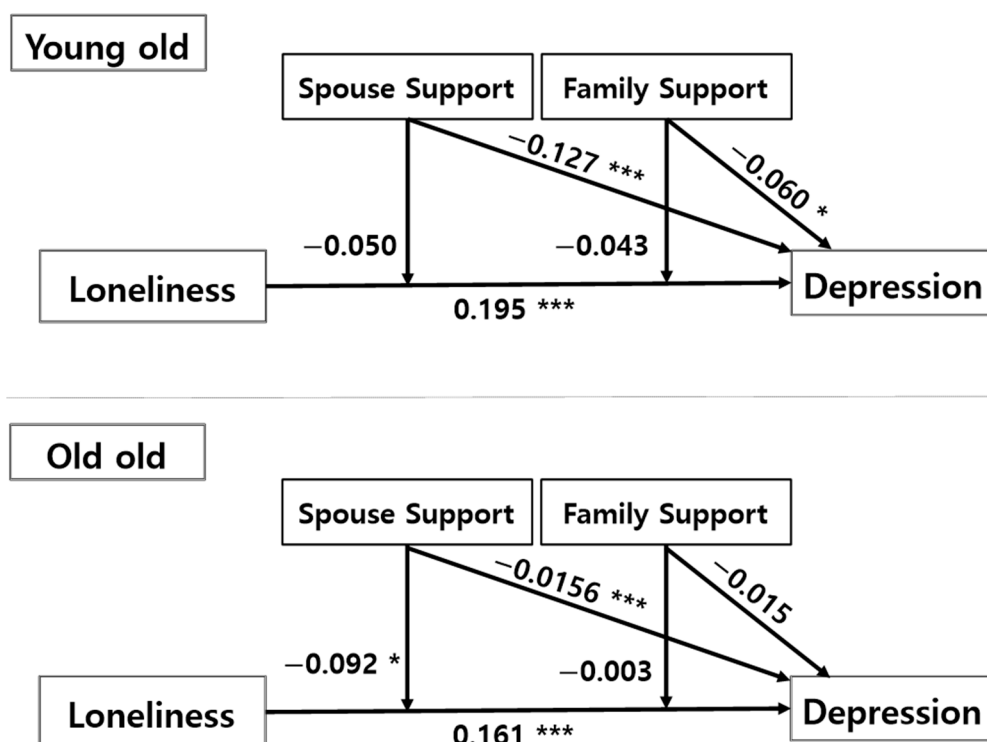 Young old
Spouse Support
Family Support
−0.127 ***
−0.060 *
−0.050
−0.043
Loneliness
Depression
0.195 ***
Old old
Spouse Support
Family Support
−0.0156 ***
−0.015
−0.092 *
−0.003
Loneliness
Depression
0.161 ***